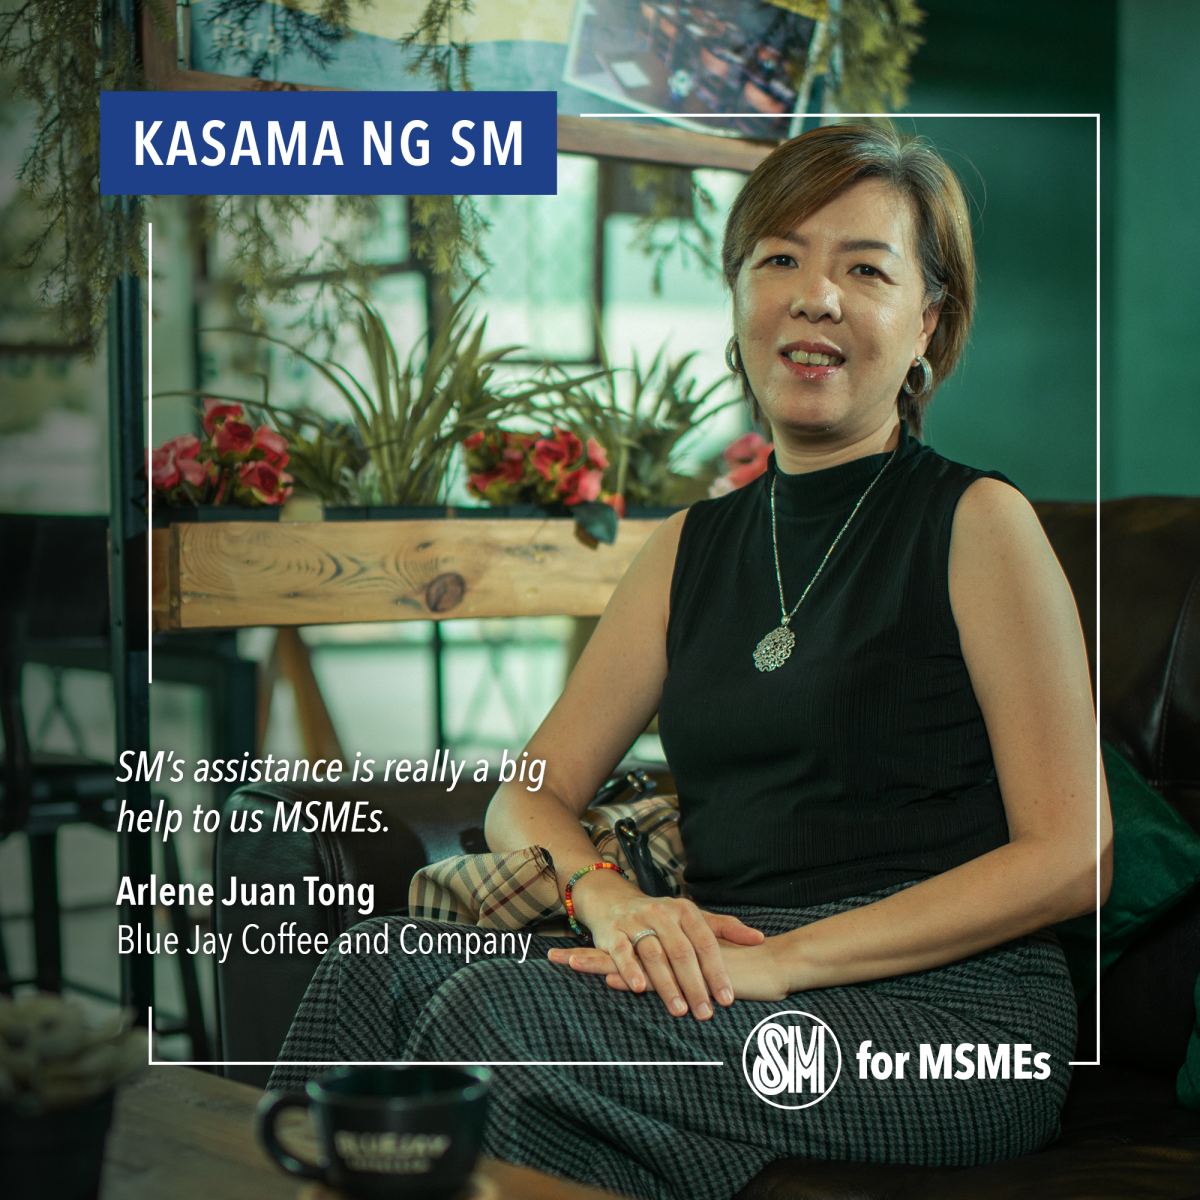 KASAMA NG SM
SM's assistance is really a big
help to us MSMEs.
Arlene Juan Tong
Blue Jay Coffee and Company
SM for MSMEs
BLUEJAY